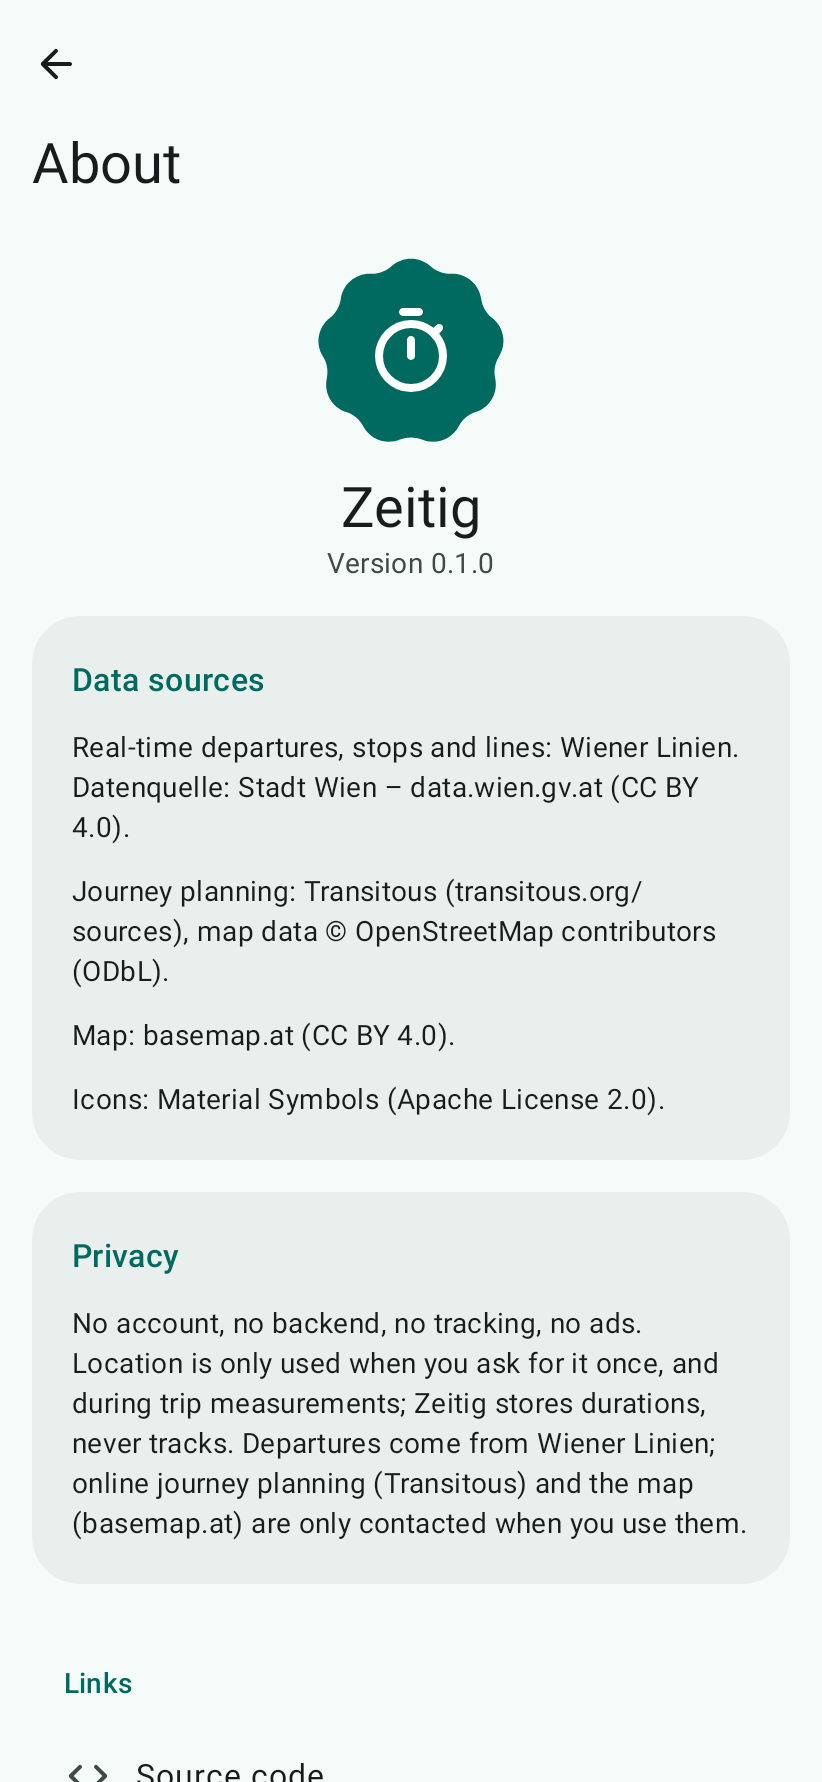 About
Zeitig
Version 0.1.0
Data sources
Real-time departures, stops and lines: Wiener Linien.
Datenquelle: Stadt Wien – data.wien.gv.at (CC BY
4.0).
Journey planning: Transitous (transitous.org/
sources), map data © OpenStreetMap contributors
(ODbL).
Map: basemap.at (CC BY 4.0).
Icons: Material Symbols (Apache License 2.0).
Privacy
No account, no backend, no tracking, no ads.
Location is only used when you ask for it once, and
during trip measurements; Zeitig stores durations,
never tracks. Departures come from Wiener Linien;
online journey planning (Transitous) and the map
(basemap.at) are only contacted when you use them.
Links
Source code